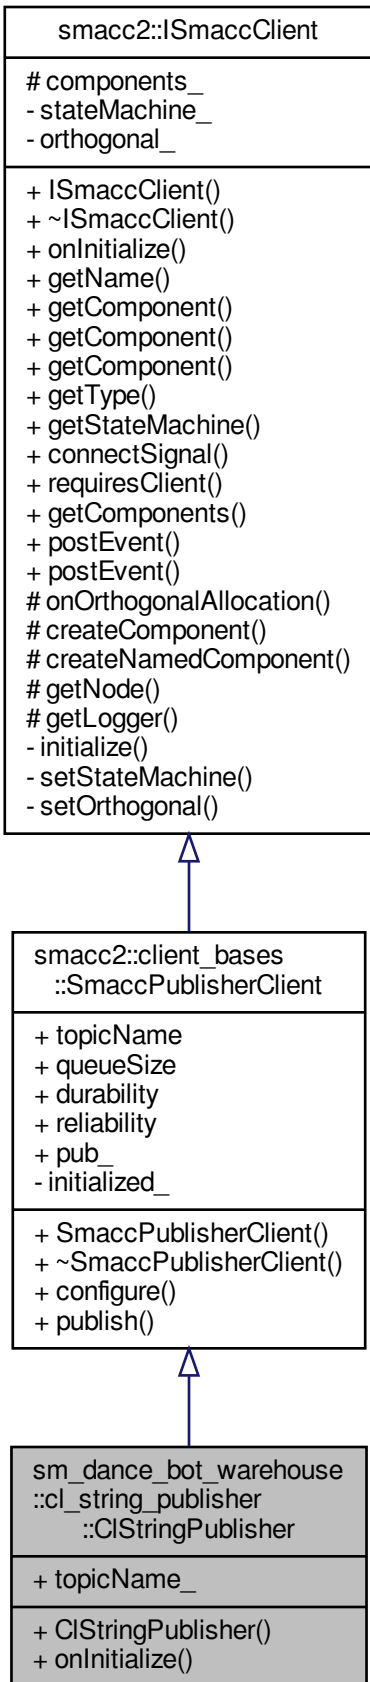 smacc2::ISmaccClient
# components_
- stateMachine_
- orthogonal_
+ ISmaccClient()
+ ~ISmaccClient()
+ onInitialize()
+ getName()
+ getComponent()
+ getComponent()
+ getComponent()
+ getType()
+ getStateMachine()
+ connectSignal()
+ requiresClient()
+ getComponents()
+ postEvent()
+ postEvent()
# onOrthogonalAllocation()
# createComponent()
# createNamedComponent()
# getNode()
# getLogger()
- initialize()
- setStateMachine()
- setOrthogonal()
smacc2::client_bases
::SmaccPublisherClient
+ topicName
+ queueSize
+ durability
+ reliability
+ pub_
- initialized_
+ SmaccPublisherClient()
+ ~SmaccPublisherClient()
+ configure()
+ publish()
sm_dance_bot_warehouse
::cl_string_publisher
::ClStringPublisher
+ topicName_
+ ClStringPublisher()
+ onInitialize()